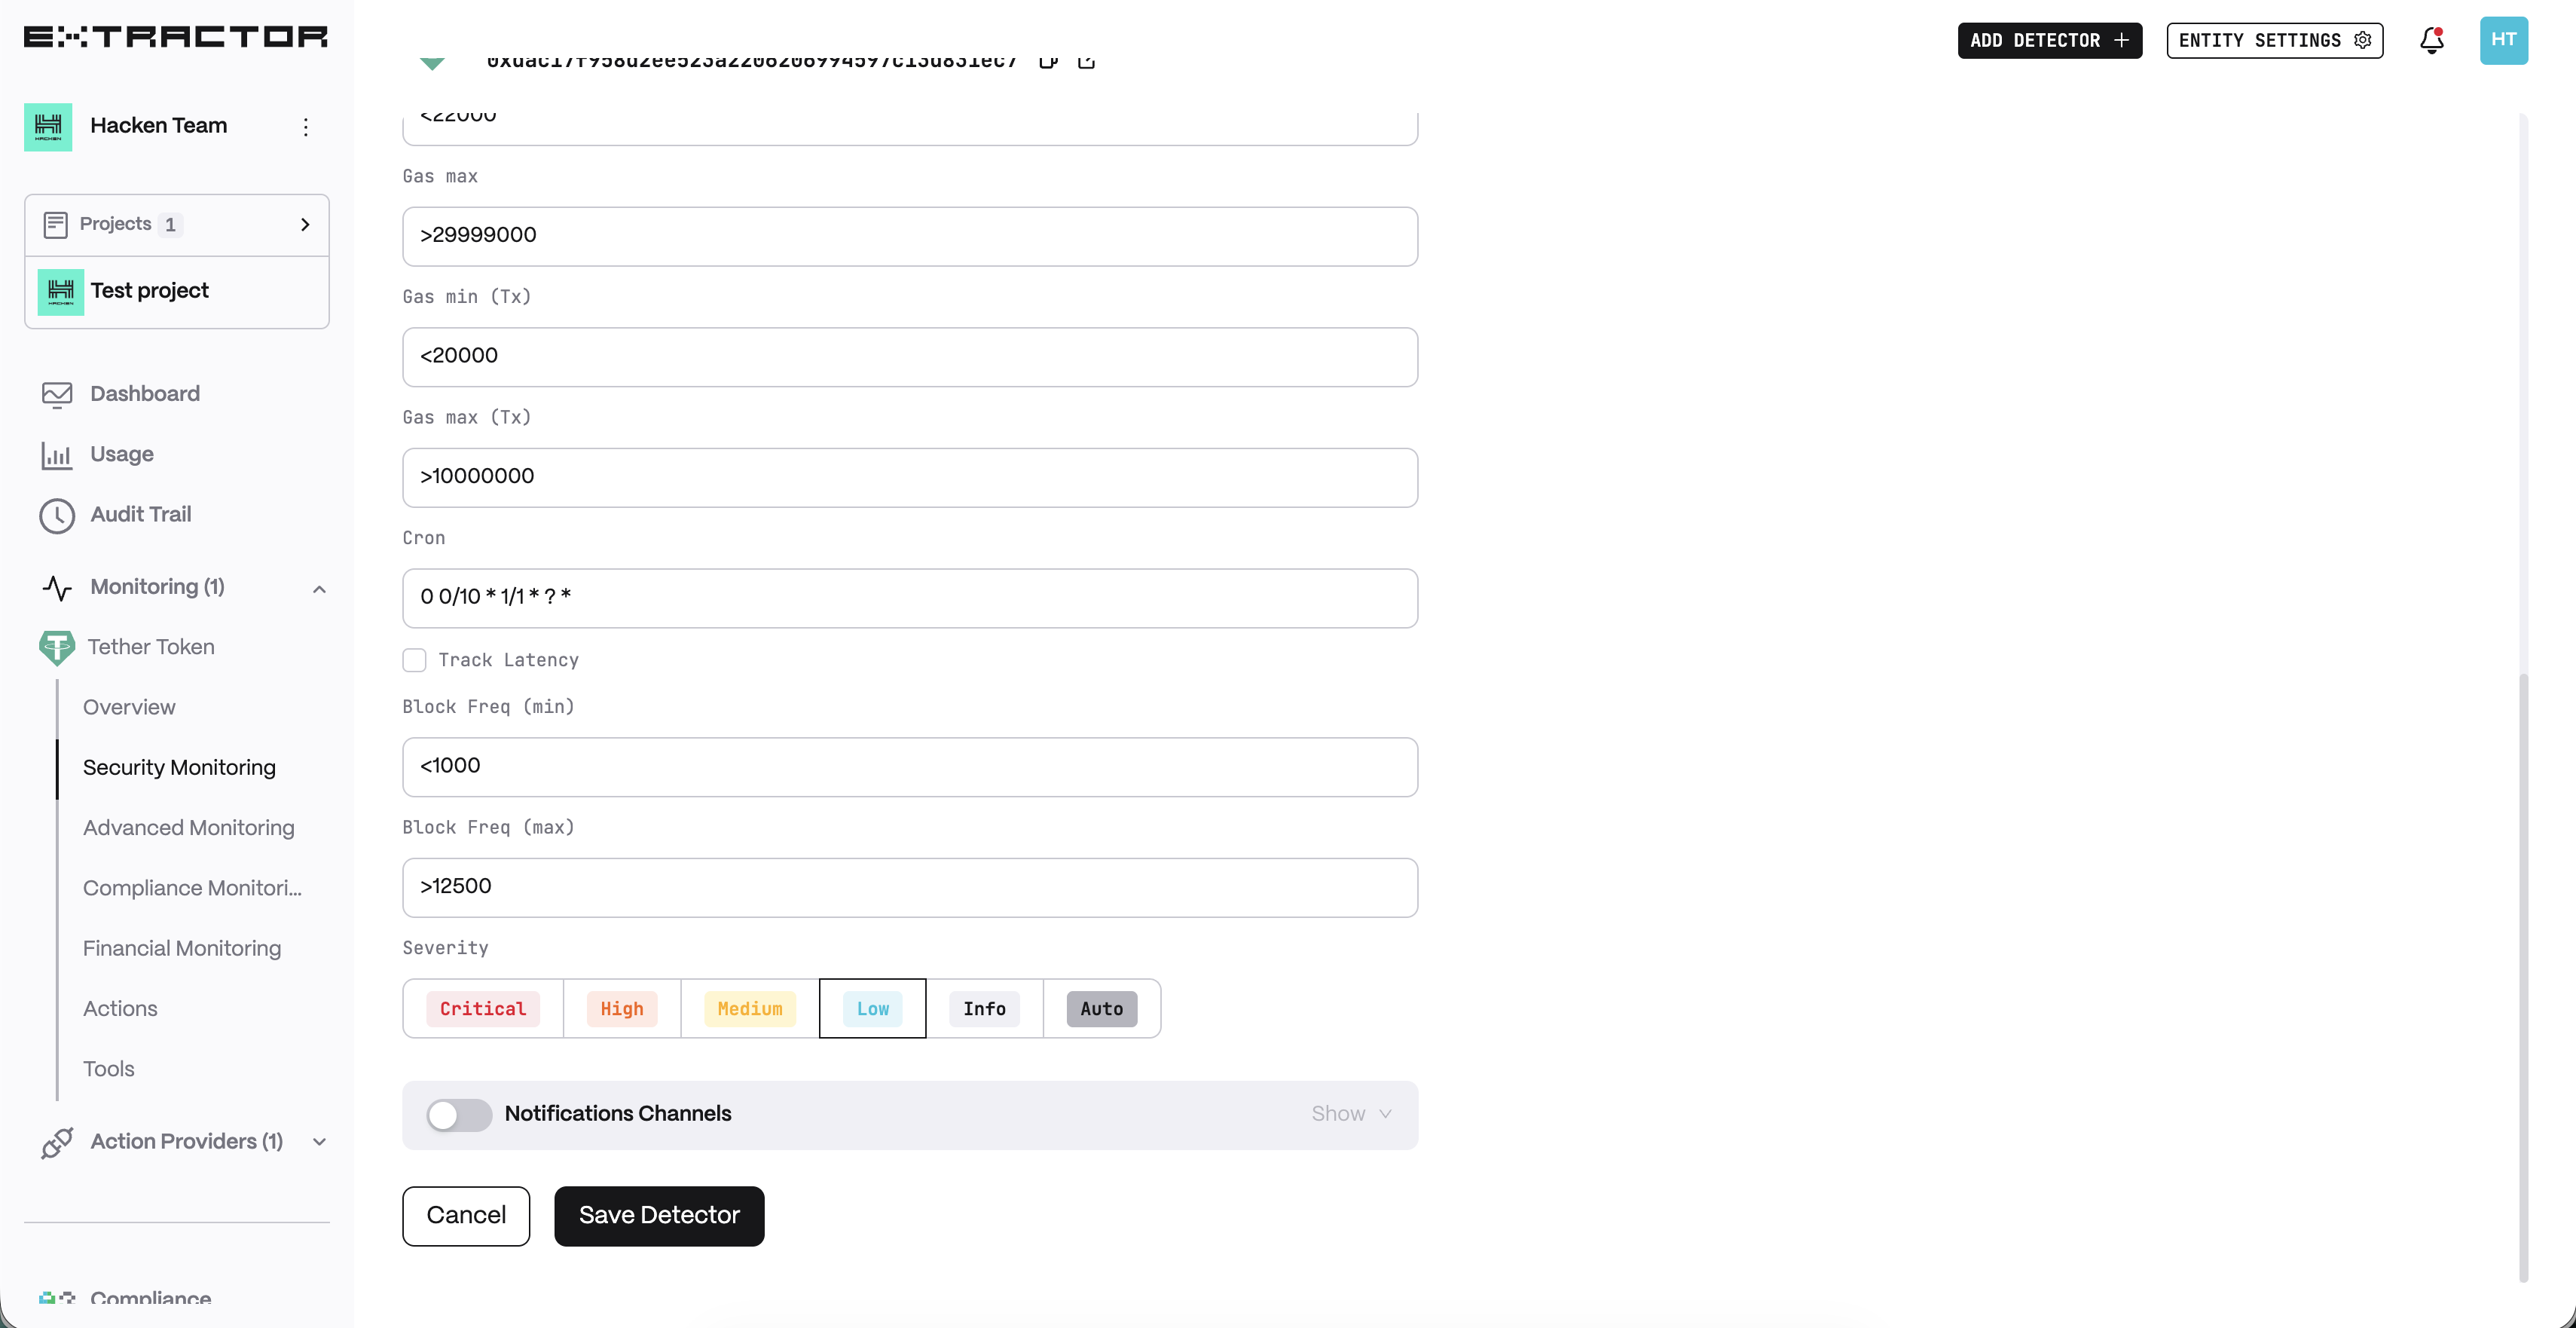 EXTRACTOR
ADD DETECTOR +
ENTITY SETTINGS
HT
0xdac17f958d2ee523a2206206994597c13d831ec7
HACKEN
Hacken Team
Projects 1
HACKEN
Test project
Dashboard
Usage
Audit Trail
Monitoring (1)
Tether Token
Overview
Security Monitoring
Advanced Monitoring
Compliance Monitori...
Financial Monitoring
Actions
Tools
Action Providers (1)
Compliance
<22000
Gas max
>29999000
Gas min (Tx)
<20000
Gas max (Tx)
>10000000
Cron
0 0/10 * 1/1 * ? *
Track Latency
Block Freq (min)
<1000
Block Freq (max)
>12500
Severity
Critical High Medium Low Info Auto
Notifications Channels
Show
Cancel
Save Detector